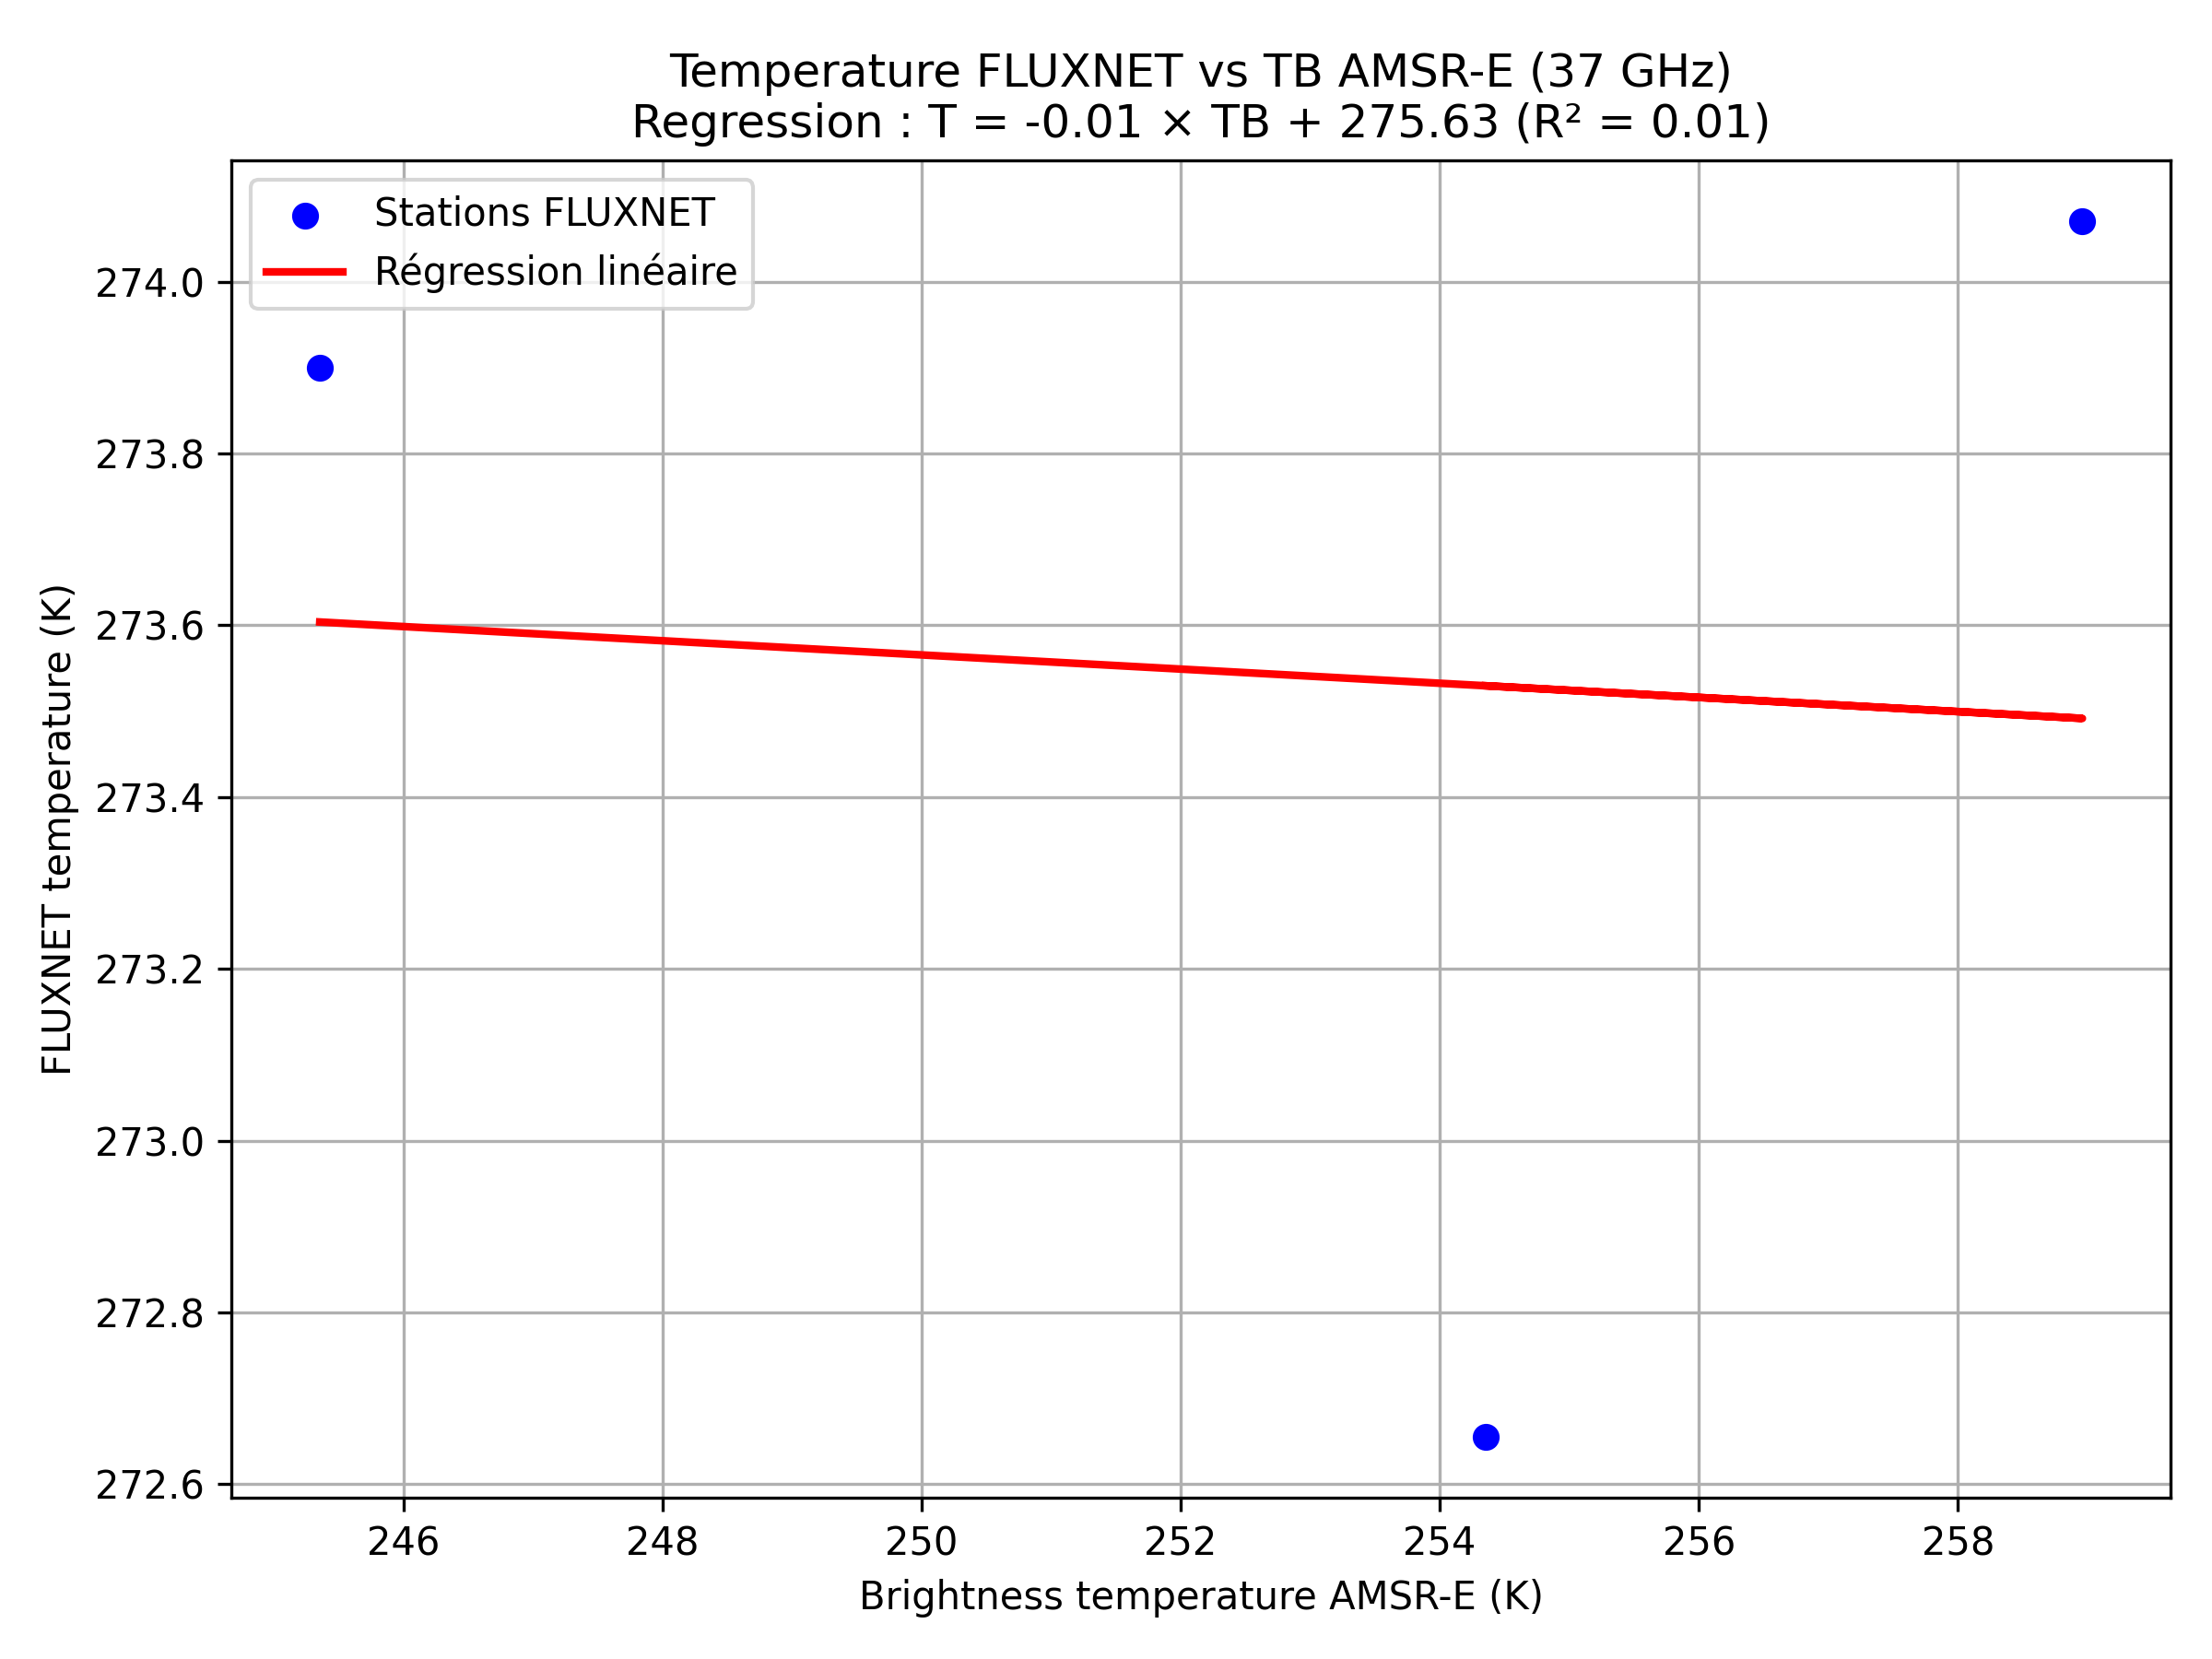 Temperature FLUXNET vs TB AMSR-E (37 GHz)
Regression : T = -0.01 × TB + 275.63 (R² = 0.01)
Stations FLUXNET
Régression linéaire
FLUXNET temperature (K)
274.0
273.8
273.6
273.4
273.2
273.0
272.8
272.6
246 248 250 252 254 256 258
Brightness temperature AMSR-E (K)